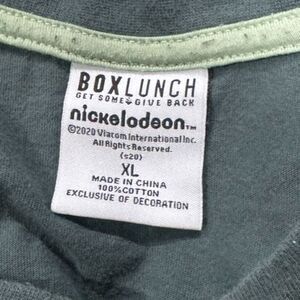 BOXLUNCH
GET SOME GIVE BACK
nickelodeon™
©2020 Viacom International Inc.
All Rights Reserved.
(s20)
XL
MADE IN CHINA
100%COTTON
EXCLUSIVE OF DECORATION